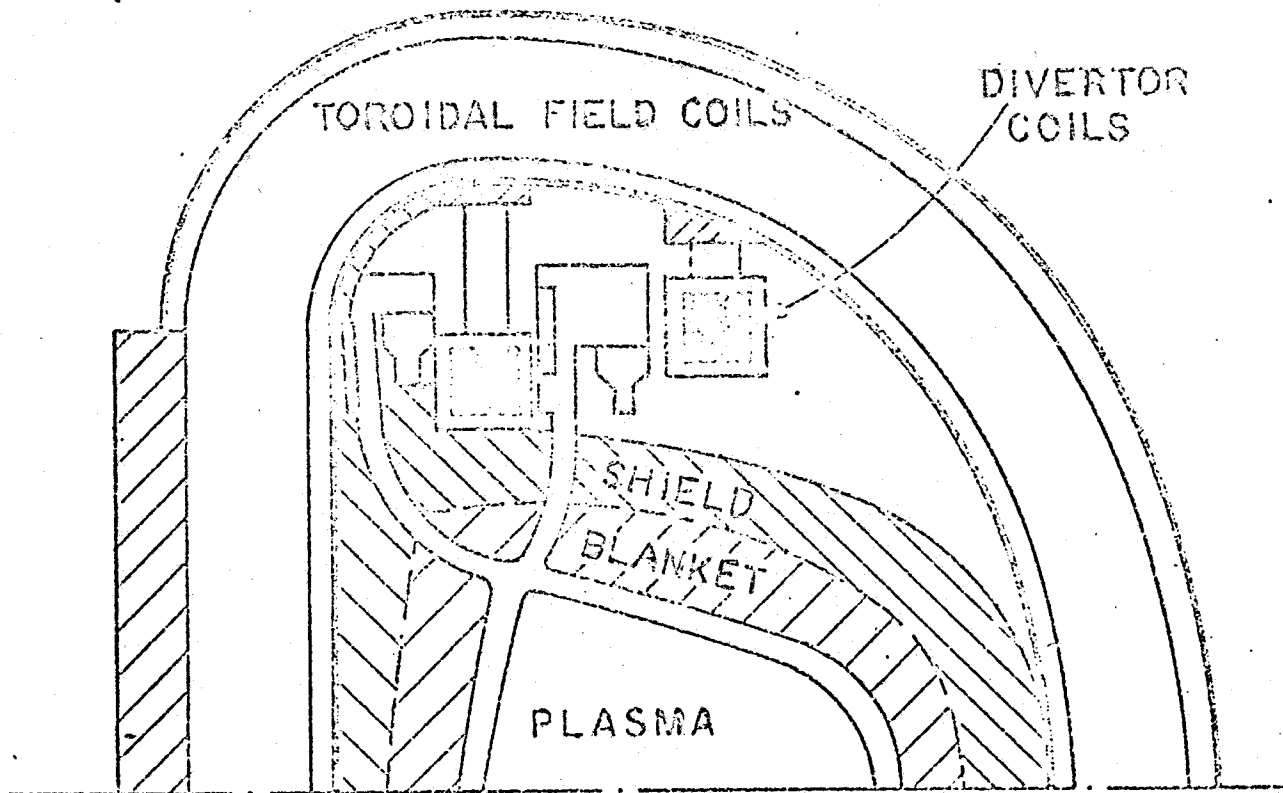 TOROIDAL FIELD COILS
DIVERTOR
COILS
SHIELD
BLANKET
PLASMA